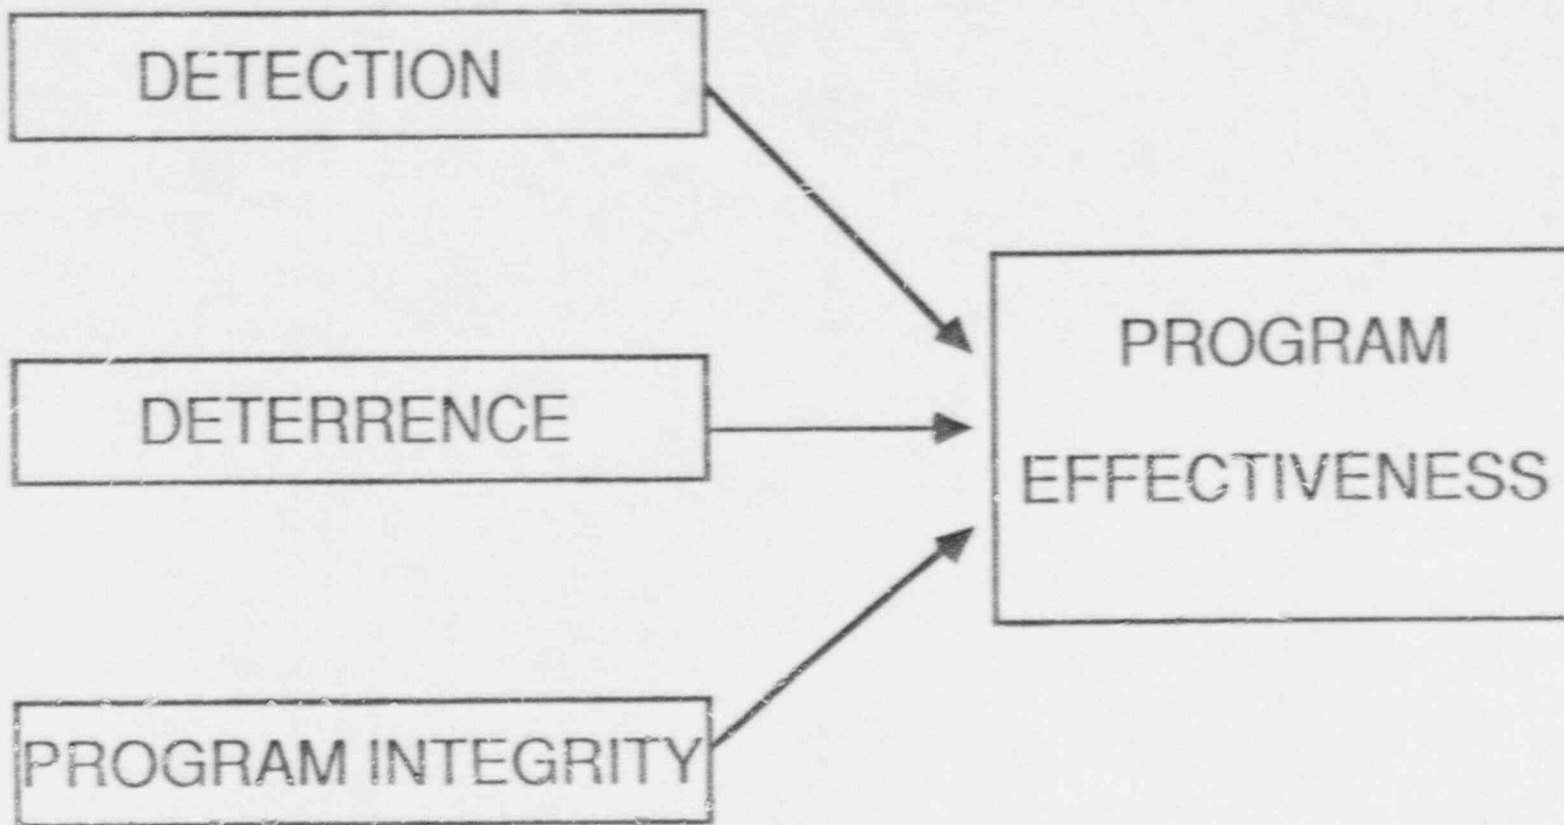 DETECTION
DETERRENCE
PROGRAM INTEGRITY
PROGRAM
EFFECTIVENESS